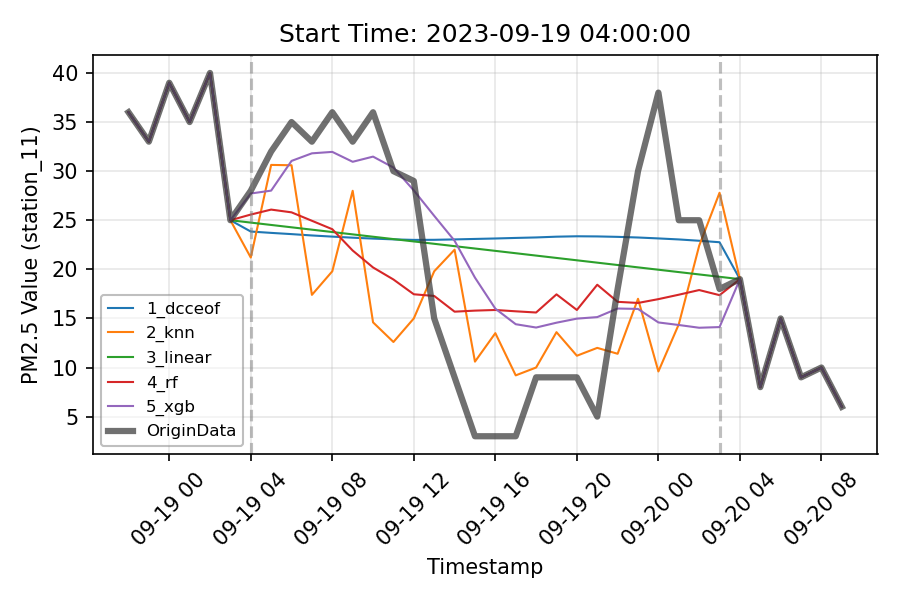 Start Time: 2023-09-19 04:00:00
PM2.5 Value (station_11)
40
35
30
25
20
15
10
5
1_dcceof
2_knn
3_linear
4_rf
5_xgb
OriginData
09-19 00
09-19 04
09-19 08
09-19 12
09-19 16
09-19 20
09-20 00
09-20 04
09-20 08
Timestamp